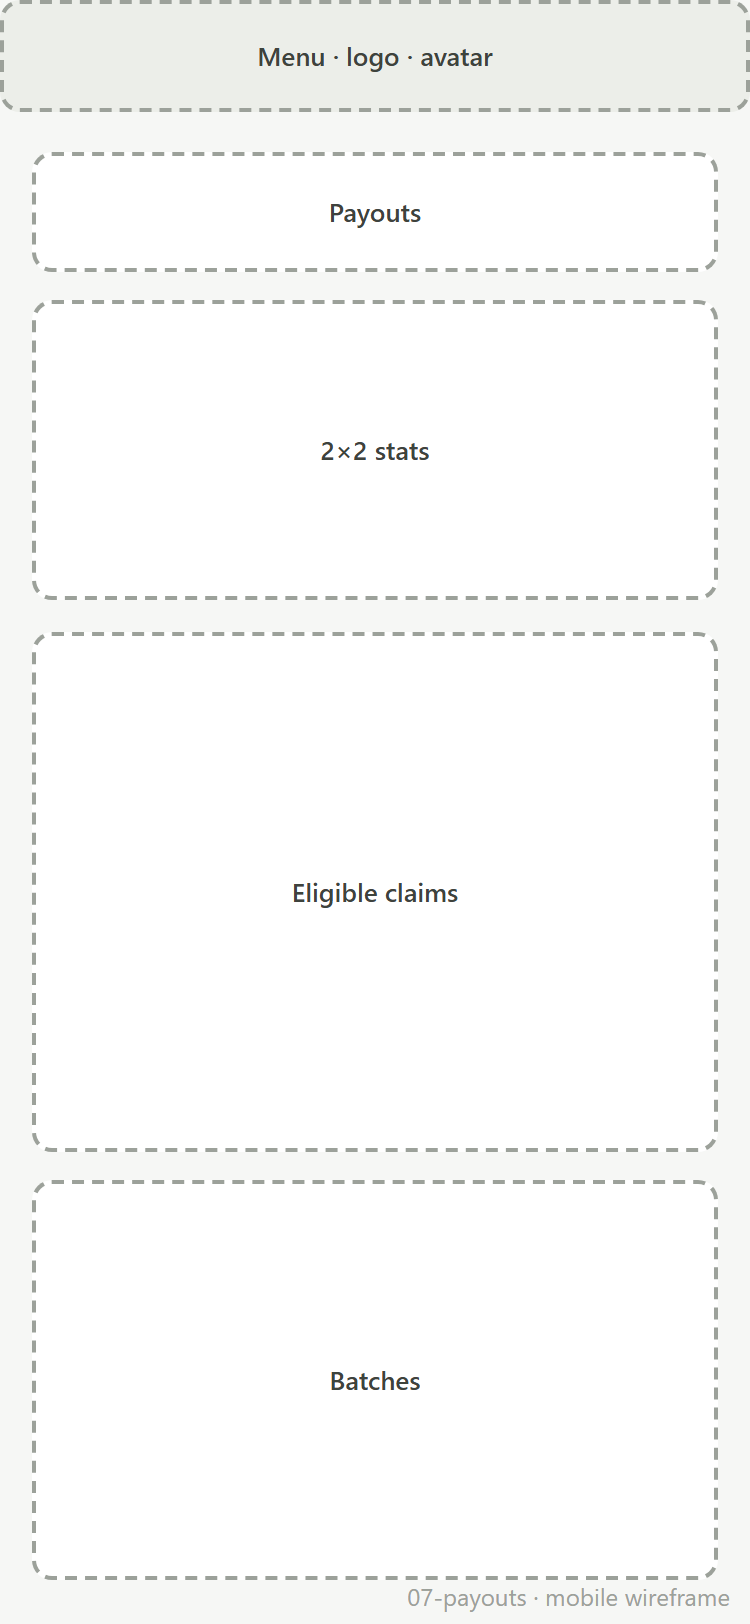 Menu · logo · avatar
Payouts
2×2 stats
Eligible claims
Batches
07-payouts · mobile wireframe